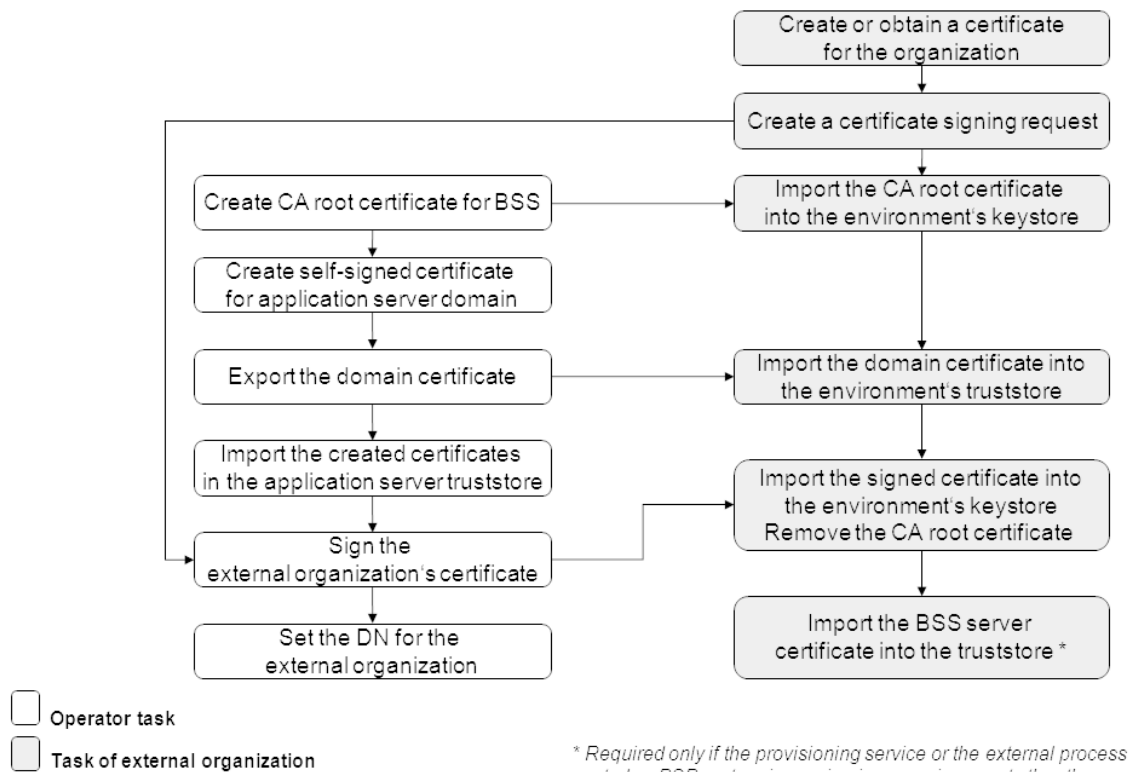 Create or obtain a certificate
for the organization
Create a certificate signing request
Create CA root certificate for BSS
Import the CA root certificate
into the environment's keystore
Create self-signed certificate
for application server domain
Export the domain certificate
Import the domain certificate into
the environment's truststore
Import the created certificates
in the application server truststore
Import the signed certificate into
the environment's keystore
Remove the CA root certificate
Sign the
external organization's certificate
Set the DN for the
external organization
Import the BSS server
certificate into the truststore *
Operator task
Task of external organization
* Required only if the provisioning service or the external process